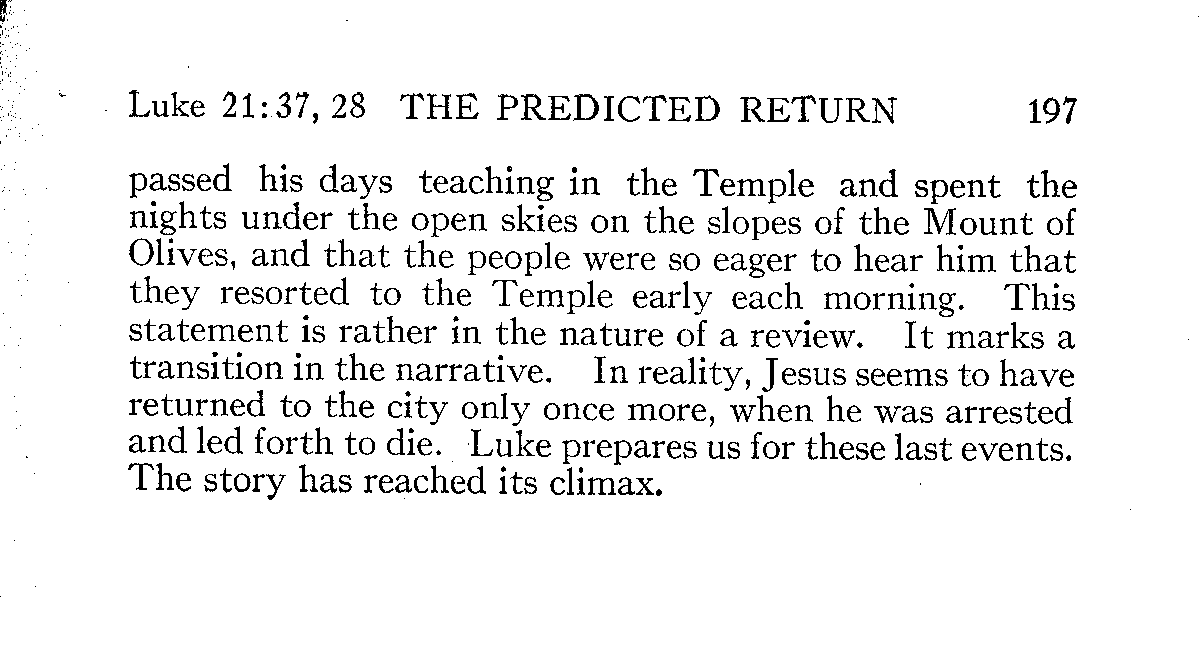 Luke 21:37, 28 THE PREDICTED RETURN 197
passed his days teaching in the Temple and spent the
nights under the open skies on the slopes of the Mount of
Olives, and that the people were so eager to hear him that
they resorted to the Temple early each morning. This
statement is rather in the nature of a review. It marks a
transition in the narrative. In reality, Jesus seems to have
returned to the city only once more, when he was arrested
and led forth to die. Luke prepares us for these last events.
The story has reached its climax.